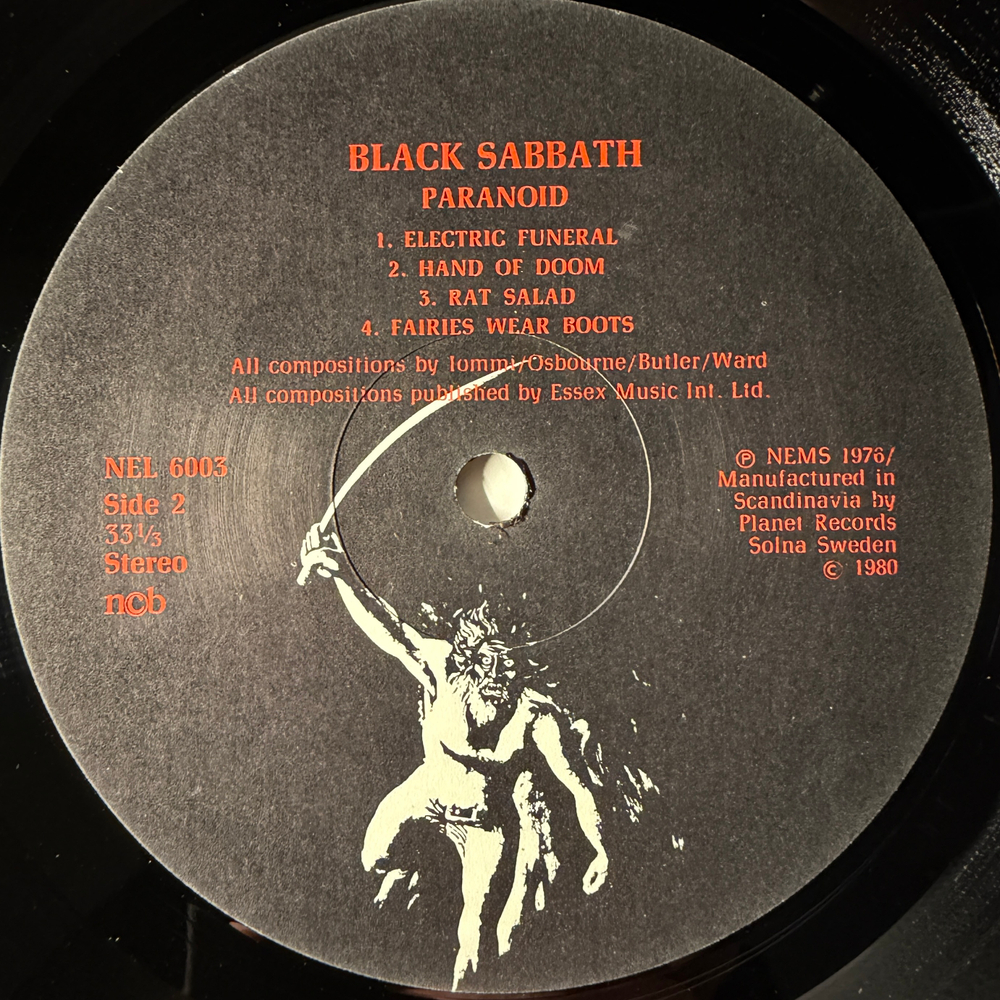 BLACK SABBATH
PARANOID
1. ELECTRIC FUNERAL
2. HAND OF DOOM
3. RAT SALAD
4. FAIRIES WEAR BOOTS
All compositions by Iommi/Osbourne/Butler/Ward
All compositions published by Essex Music Int. Ltd.
NEL 6003
Side 2
33⅓
Stereo
ncb
℗ NEMS 1976/
Manufactured in
Scandinavia by
Planet Records
Solna Sweden
© 1980